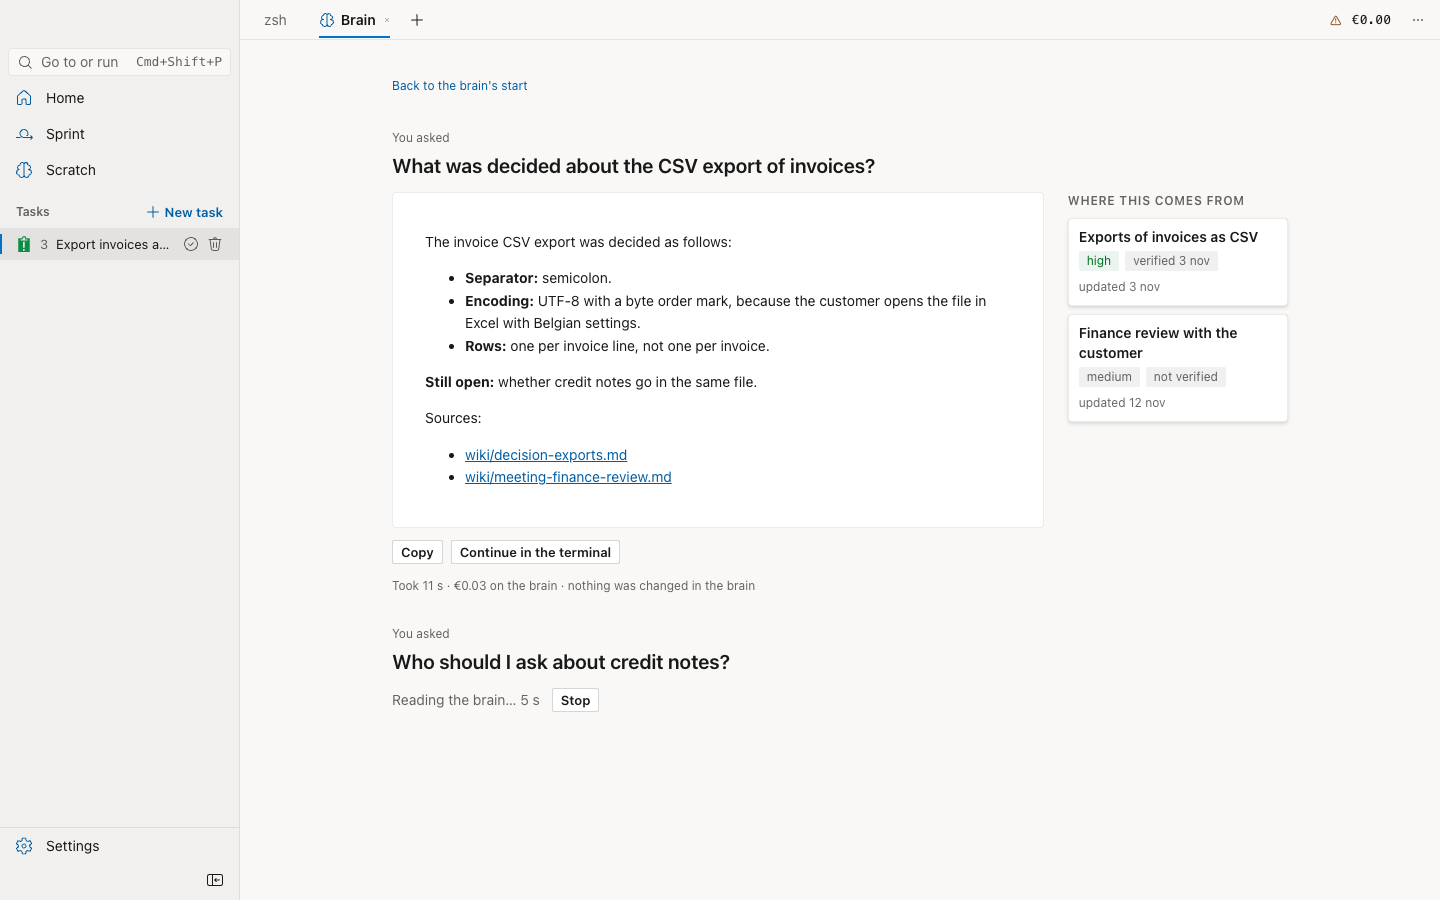 zsh
Brain
€0.00
Go to or run Cmd+Shift+P
Home
Sprint
Scratch
Tasks
New task
3 Export invoices a...
Settings
Back to the brain's start
You asked
What was decided about the CSV export of invoices?
The invoice CSV export was decided as follows:
Separator: semicolon.
Encoding: UTF-8 with a byte order mark, because the customer opens the file in
Excel with Belgian settings.
Rows: one per invoice line, not one per invoice.
Still open: whether credit notes go in the same file.
Sources:
wiki/decision-exports.md
wiki/meeting-finance-review.md
Copy
Continue in the terminal
Took 11 s · €0.03 on the brain · nothing was changed in the brain
WHERE THIS COMES FROM
Exports of invoices as CSV
high verified 3 nov
updated 3 nov
Finance review with the
customer
medium not verified
updated 12 nov
You asked
Who should I ask about credit notes?
Reading the brain... 5 s
Stop